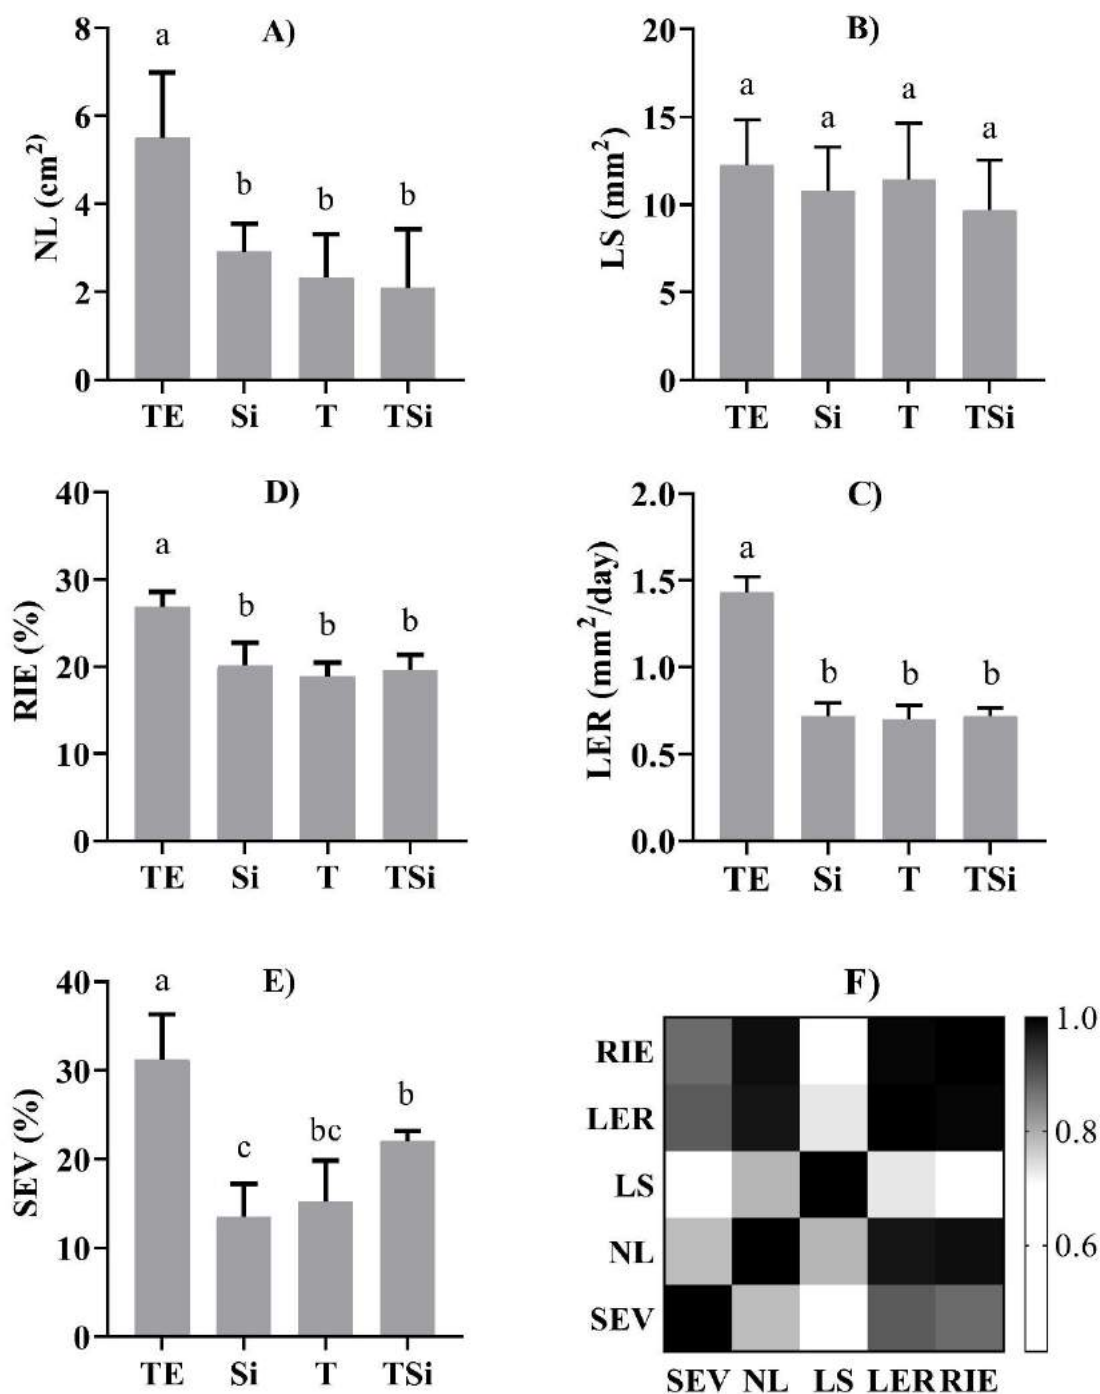 A)
NL (cm²)
8
6
4
2
0
a
b
b
b
TE Si T TSi
B)
LS (mm²)
20
15
10
5
0
a
a
a
a
TE Si T TSi
D)
RIE (%)
40
30
20
10
0
a
b
b
b
TE Si T TSi
C)
LER (mm²/day)
2.0
1.5
1.0
0.5
0.0
a
b
b
b
TE Si T TSi
E)
SEV (%)
40
30
20
10
0
a
c
bc
b
TE Si T TSi
F)
RIE
LER
LS
NL
SEV
SEV NL LS LER RIE
1.0
0.8
0.6